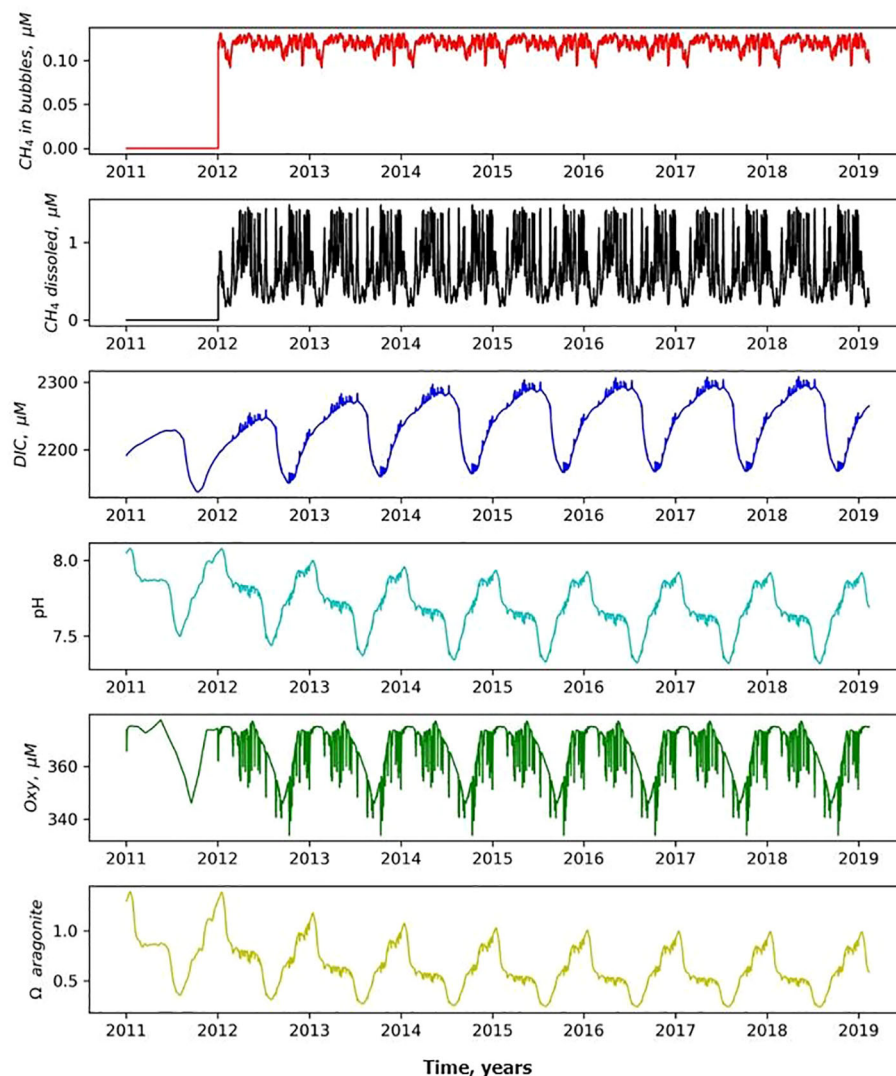 CH₄ in bubbles, µM
0.10
0.05
0.00
2011 2012 2013 2014 2015 2016 2017 2018 2019
CH₄ dissoled, µM
1
0
2011 2012 2013 2014 2015 2016 2017 2018 2019
DIC, µM
2300
2200
2011 2012 2013 2014 2015 2016 2017 2018 2019
pH
8.0
7.5
2011 2012 2013 2014 2015 2016 2017 2018 2019
Oxy, µM
360
340
2011 2012 2013 2014 2015 2016 2017 2018 2019
Ω aragonite
1.0
0.5
2011 2012 2013 2014 2015 2016 2017 2018 2019
Time, years